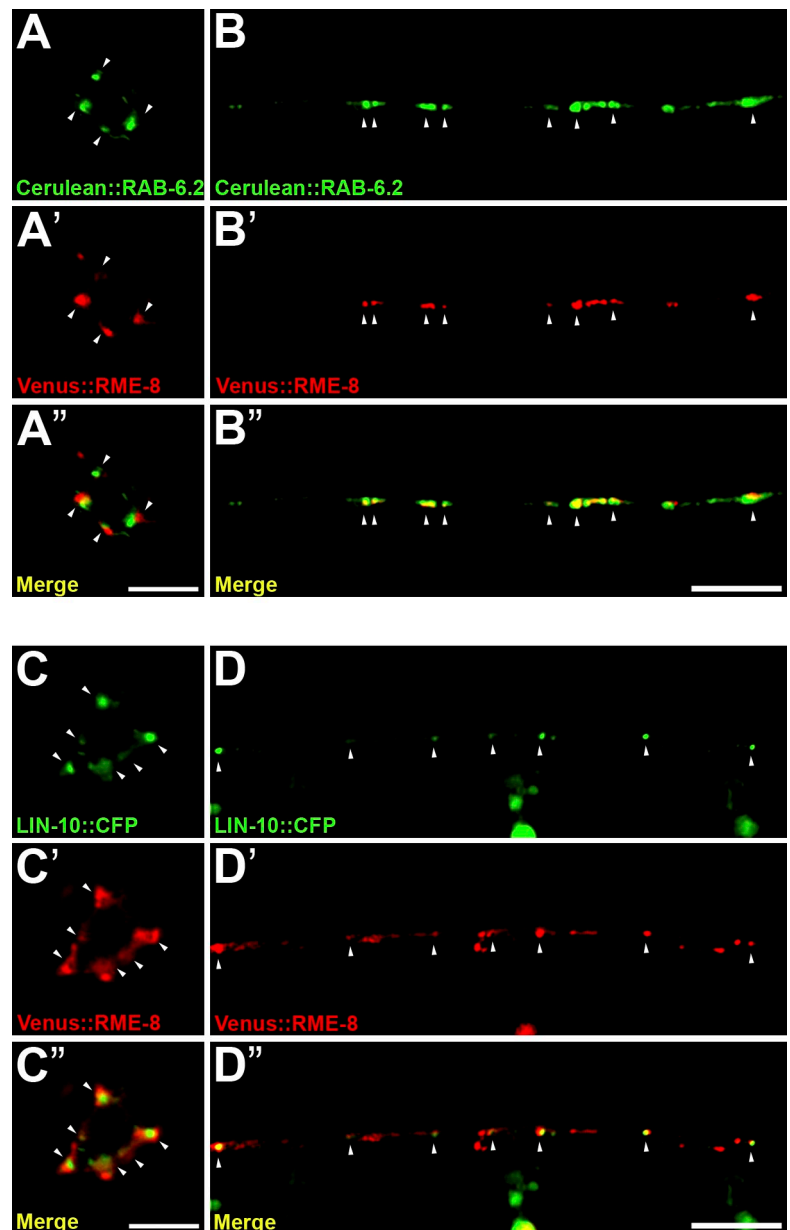 A
B
Cerulean::RAB-6.2
Cerulean::RAB-6.2
A’
B’
Venus::RME-8
Venus::RME-8
A”
B”
Merge
Merge
C
D
LIN-10::CFP
LIN-10::CFP
C’
D’
Venus::RME-8
Venus::RME-8
C”
D”
Merge
Merge